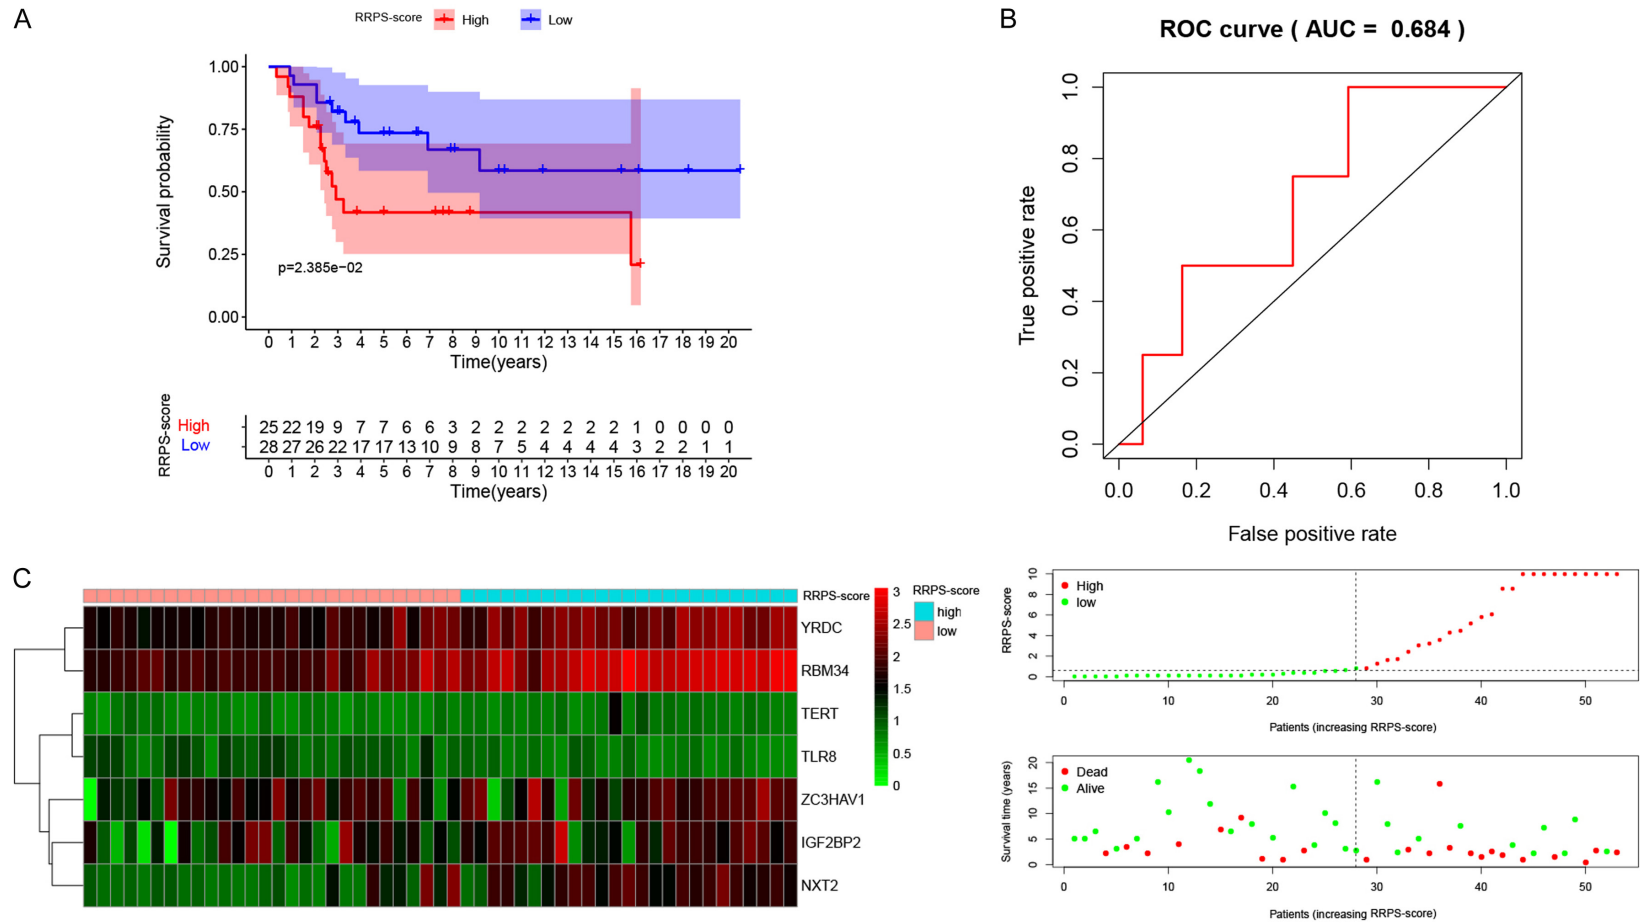 A
RRPS-score High Low
Survival probability
1.00
0.75
0.50
0.25
0.00
p=2.385e−02
0 1 2 3 4 5 6 7 8 9 10 11 12 13 14 15 16 17 18 19 20
Time(years)
RRPS-score
High 25 22 19 9 7 7 6 6 3 2 2 2 2 2 2 2 1 0 0 0 0
Low 28 27 26 22 17 17 13 10 9 8 7 5 4 4 4 4 3 2 2 1 1
0 1 2 3 4 5 6 7 8 9 10 11 12 13 14 15 16 17 18 19 20
Time(years)
B
ROC curve ( AUC = 0.684 )
True positive rate
1.0
0.8
0.6
0.4
0.2
0.0
0.0 0.2 0.4 0.6 0.8 1.0
False positive rate
C
RRPS-score
YRDC
RBM34
TERT
TLR8
ZC3HAV1
IGF2BP2
NXT2
3
2.5
2
1.5
1
0.5
0
RRPS-score
high
low
RRPS-score
10
8
6
4
2
0
High
low
0 10 20 30 40 50
Patients (increasing RRPS-score)
Survival time (years)
20
15
10
5
0
Dead
Alive
0 10 20 30 40 50
Patients (increasing RRPS-score)